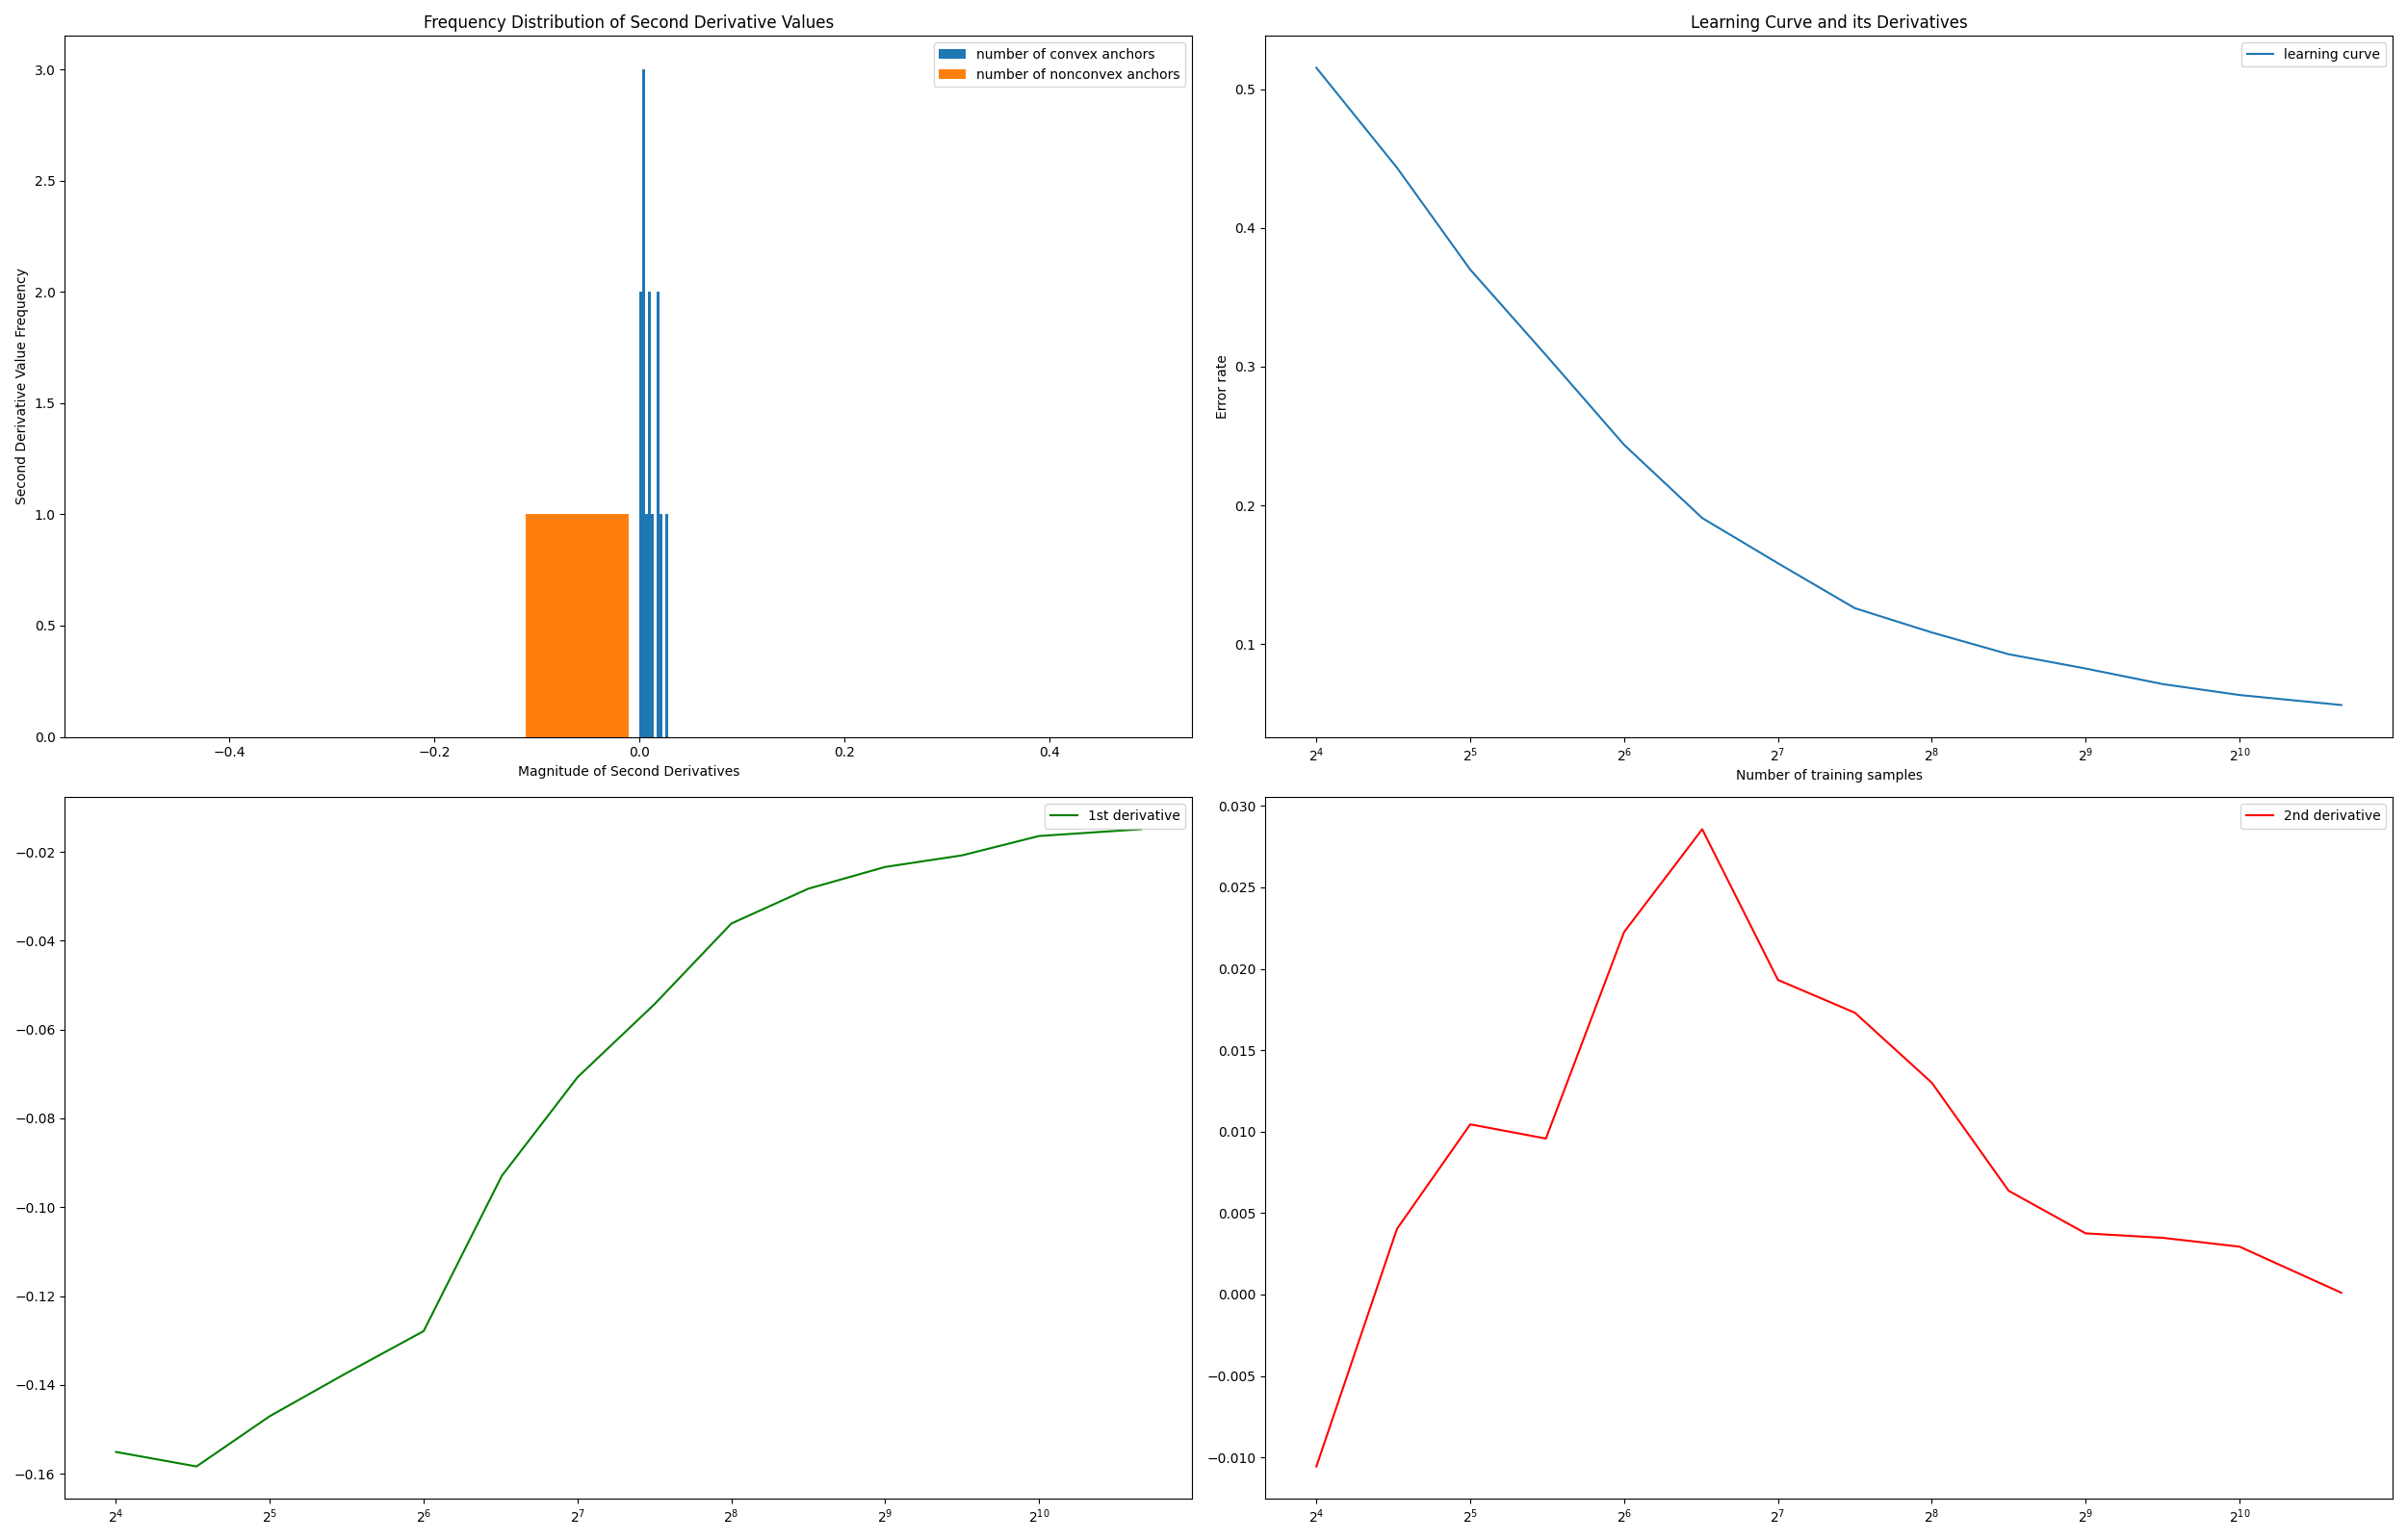 Frequency Distribution of Second Derivative Values
number of convex anchors
number of nonconvex anchors
Second Derivative Value Frequency
3.0
2.5
2.0
1.5
1.0
0.5
0.0
−0.4 −0.2 0.0 0.2 0.4
Magnitude of Second Derivatives
Learning Curve and its Derivatives
learning curve
Error rate
0.5
0.4
0.3
0.2
0.1
2⁴ 2⁵ 2⁶ 2⁷ 2⁸ 2⁹ 2¹⁰
Number of training samples
1st derivative
−0.02
−0.04
−0.06
−0.08
−0.10
−0.12
−0.14
−0.16
2⁴ 2⁵ 2⁶ 2⁷ 2⁸ 2⁹ 2¹⁰
2nd derivative
0.030
0.025
0.020
0.015
0.010
0.005
0.000
−0.005
−0.010
2⁴ 2⁵ 2⁶ 2⁷ 2⁸ 2⁹ 2¹⁰